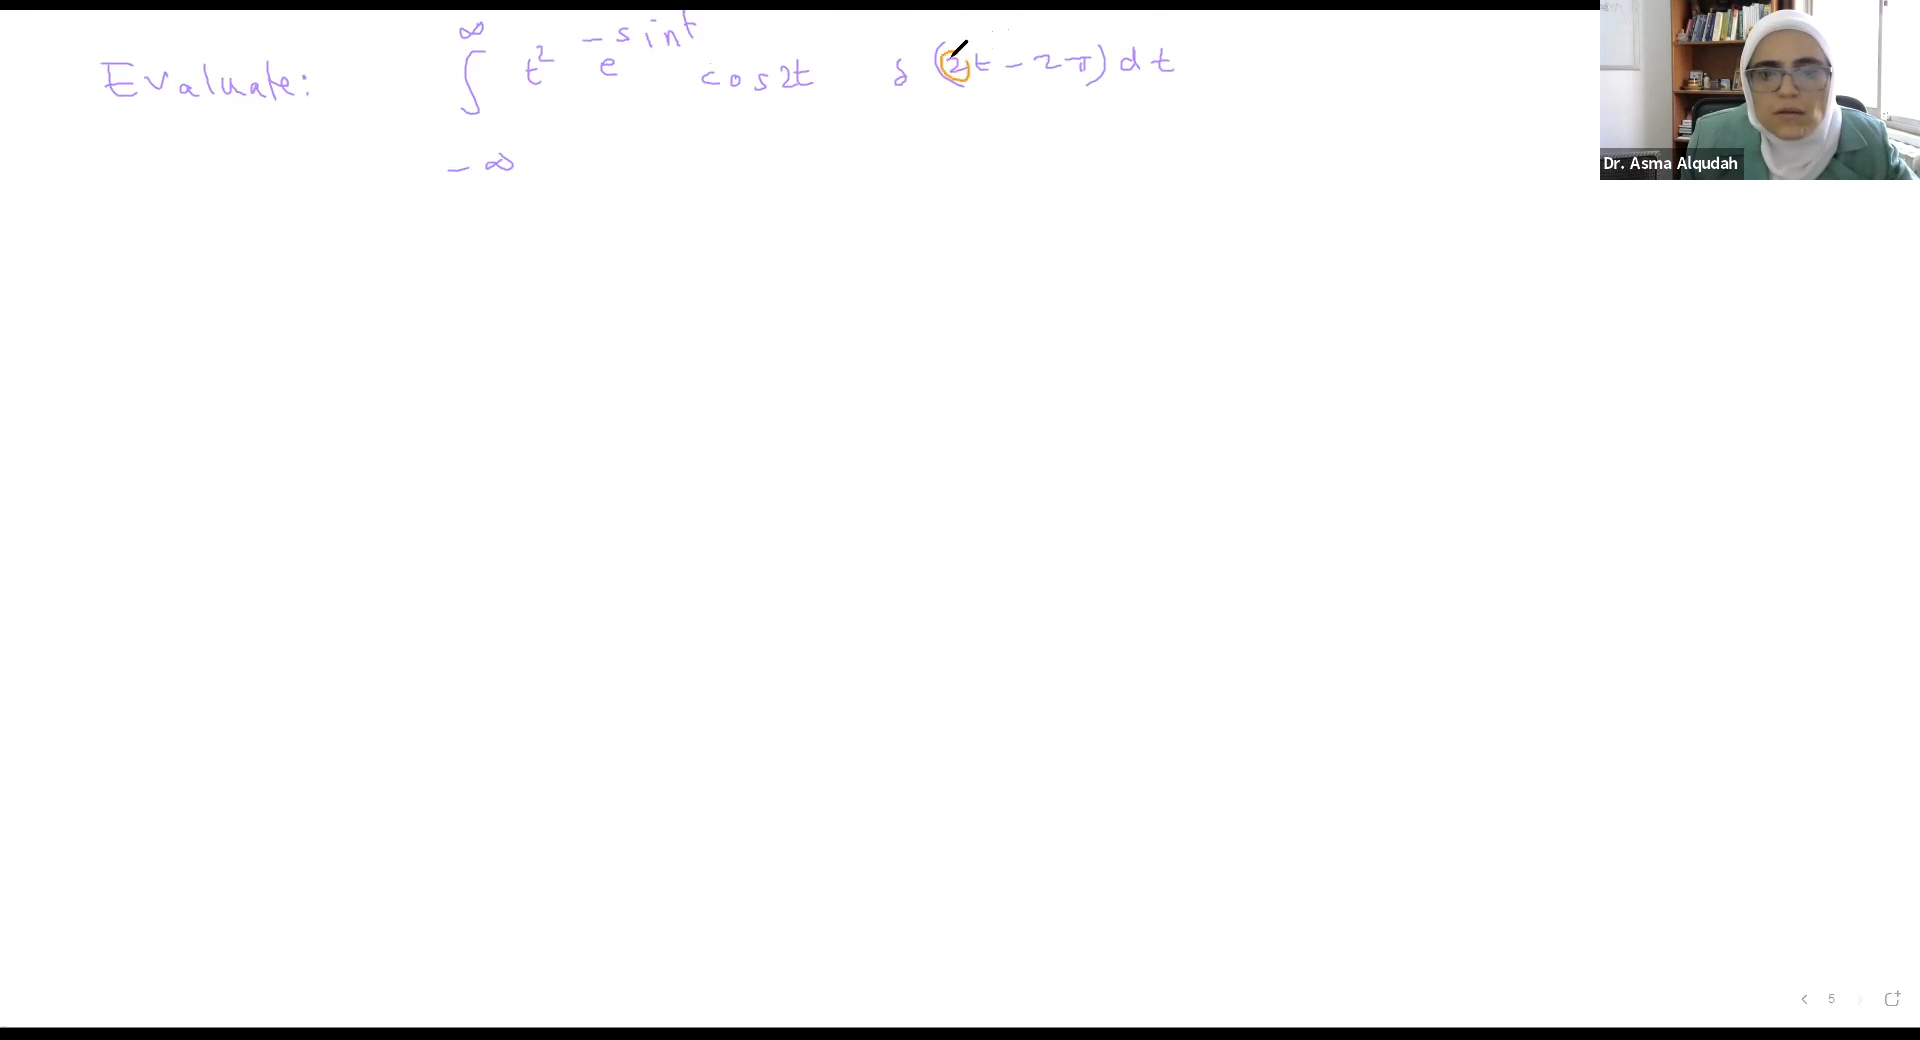 Evaluate: ∫_{-∞}^{∞} t² e^{-sint} cos2t δ(2t - 2π) dt
Dr. Asma Alqudah
5